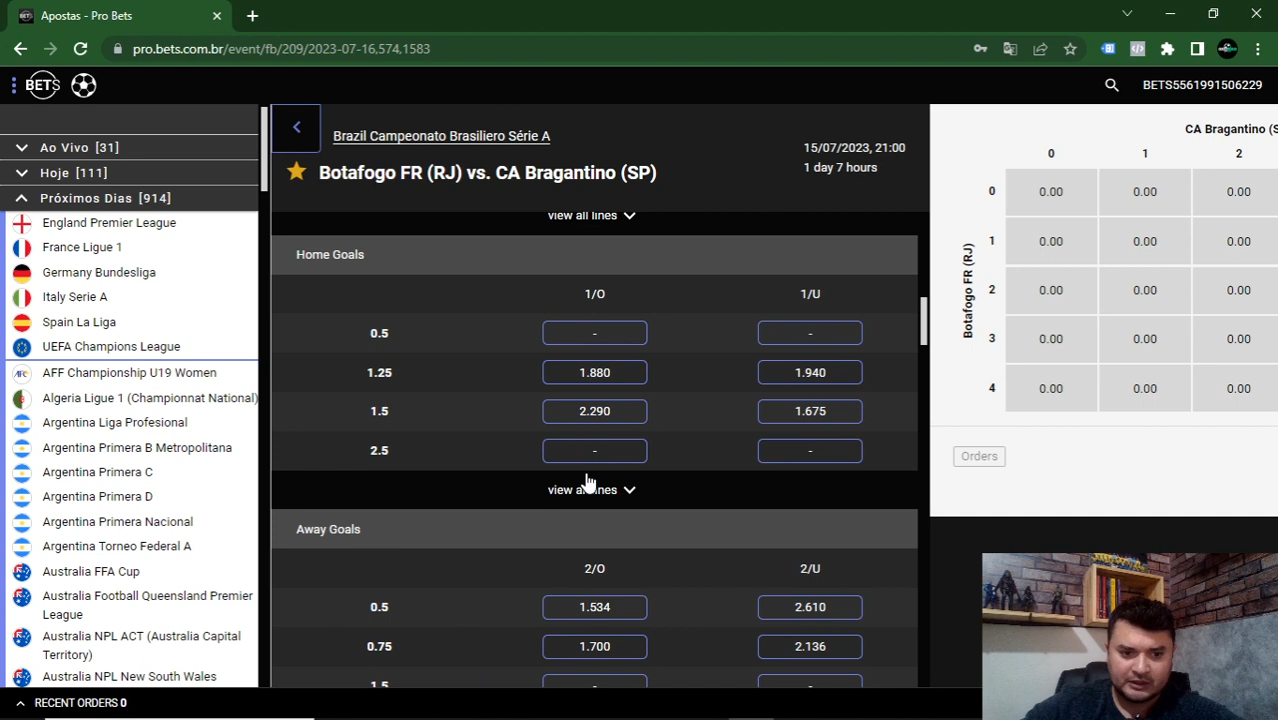 Apostas - Pro Bets
pro.bets.com.br/event/fb/209/2023-07-16,574,1583
BETS
BETS5561991506229
Ao Vivo [31]
Hoje [111]
Próximos Dias [914]
England Premier League
France Ligue 1
Germany Bundesliga
Italy Serie A
Spain La Liga
UEFA Champions League
AFF Championship U19 Women
Algeria Ligue 1 (Championnat National)
Argentina Liga Profesional
Argentina Primera B Metropolitana
Argentina Primera C
Argentina Primera D
Argentina Primera Nacional
Argentina Torneo Federal A
Australia FFA Cup
Australia Football Queensland Premier
League
Australia NPL ACT (Australia Capital
Territory)
Australia NPL New South Wales
Brazil Campeonato Brasiliero Série A
15/07/2023, 21:00
1 day 7 hours
Botafogo FR (RJ) vs. CA Bragantino (SP)
view all lines
Home Goals
1/O 1/U
0.5 - -
1.25 1.880 1.940
1.5 2.290 1.675
2.5 - -
view all lines
Away Goals
2/O 2/U
0.5 1.534 2.610
0.75 1.700 2.136
1.5 - -
CA Bragantino (S
0 1 2
Botafogo FR (RJ)
0 0.00 0.00 0.00
1 0.00 0.00 0.00
2 0.00 0.00 0.00
3 0.00 0.00 0.00
4 0.00 0.00 0.00
Orders
RECENT ORDERS 0